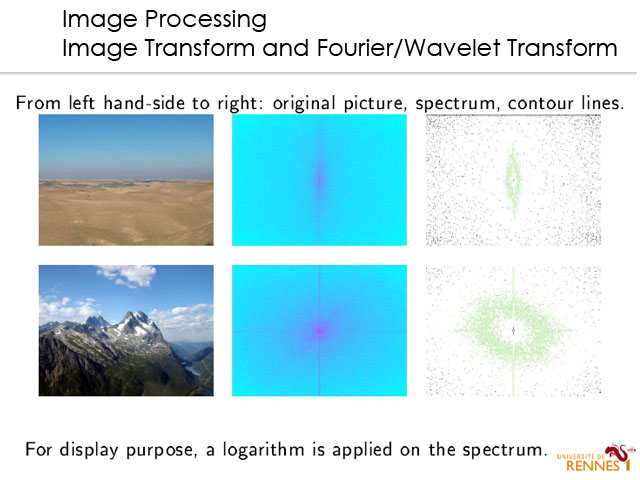 Image Processing
Image Transform and Fourier/Wavelet Transform
From left hand-side to right: original picture, spectrum, contour lines.
For display purpose, a logarithm is applied on the spectrum.
UNIVERSITÉ DE
RENNES 1